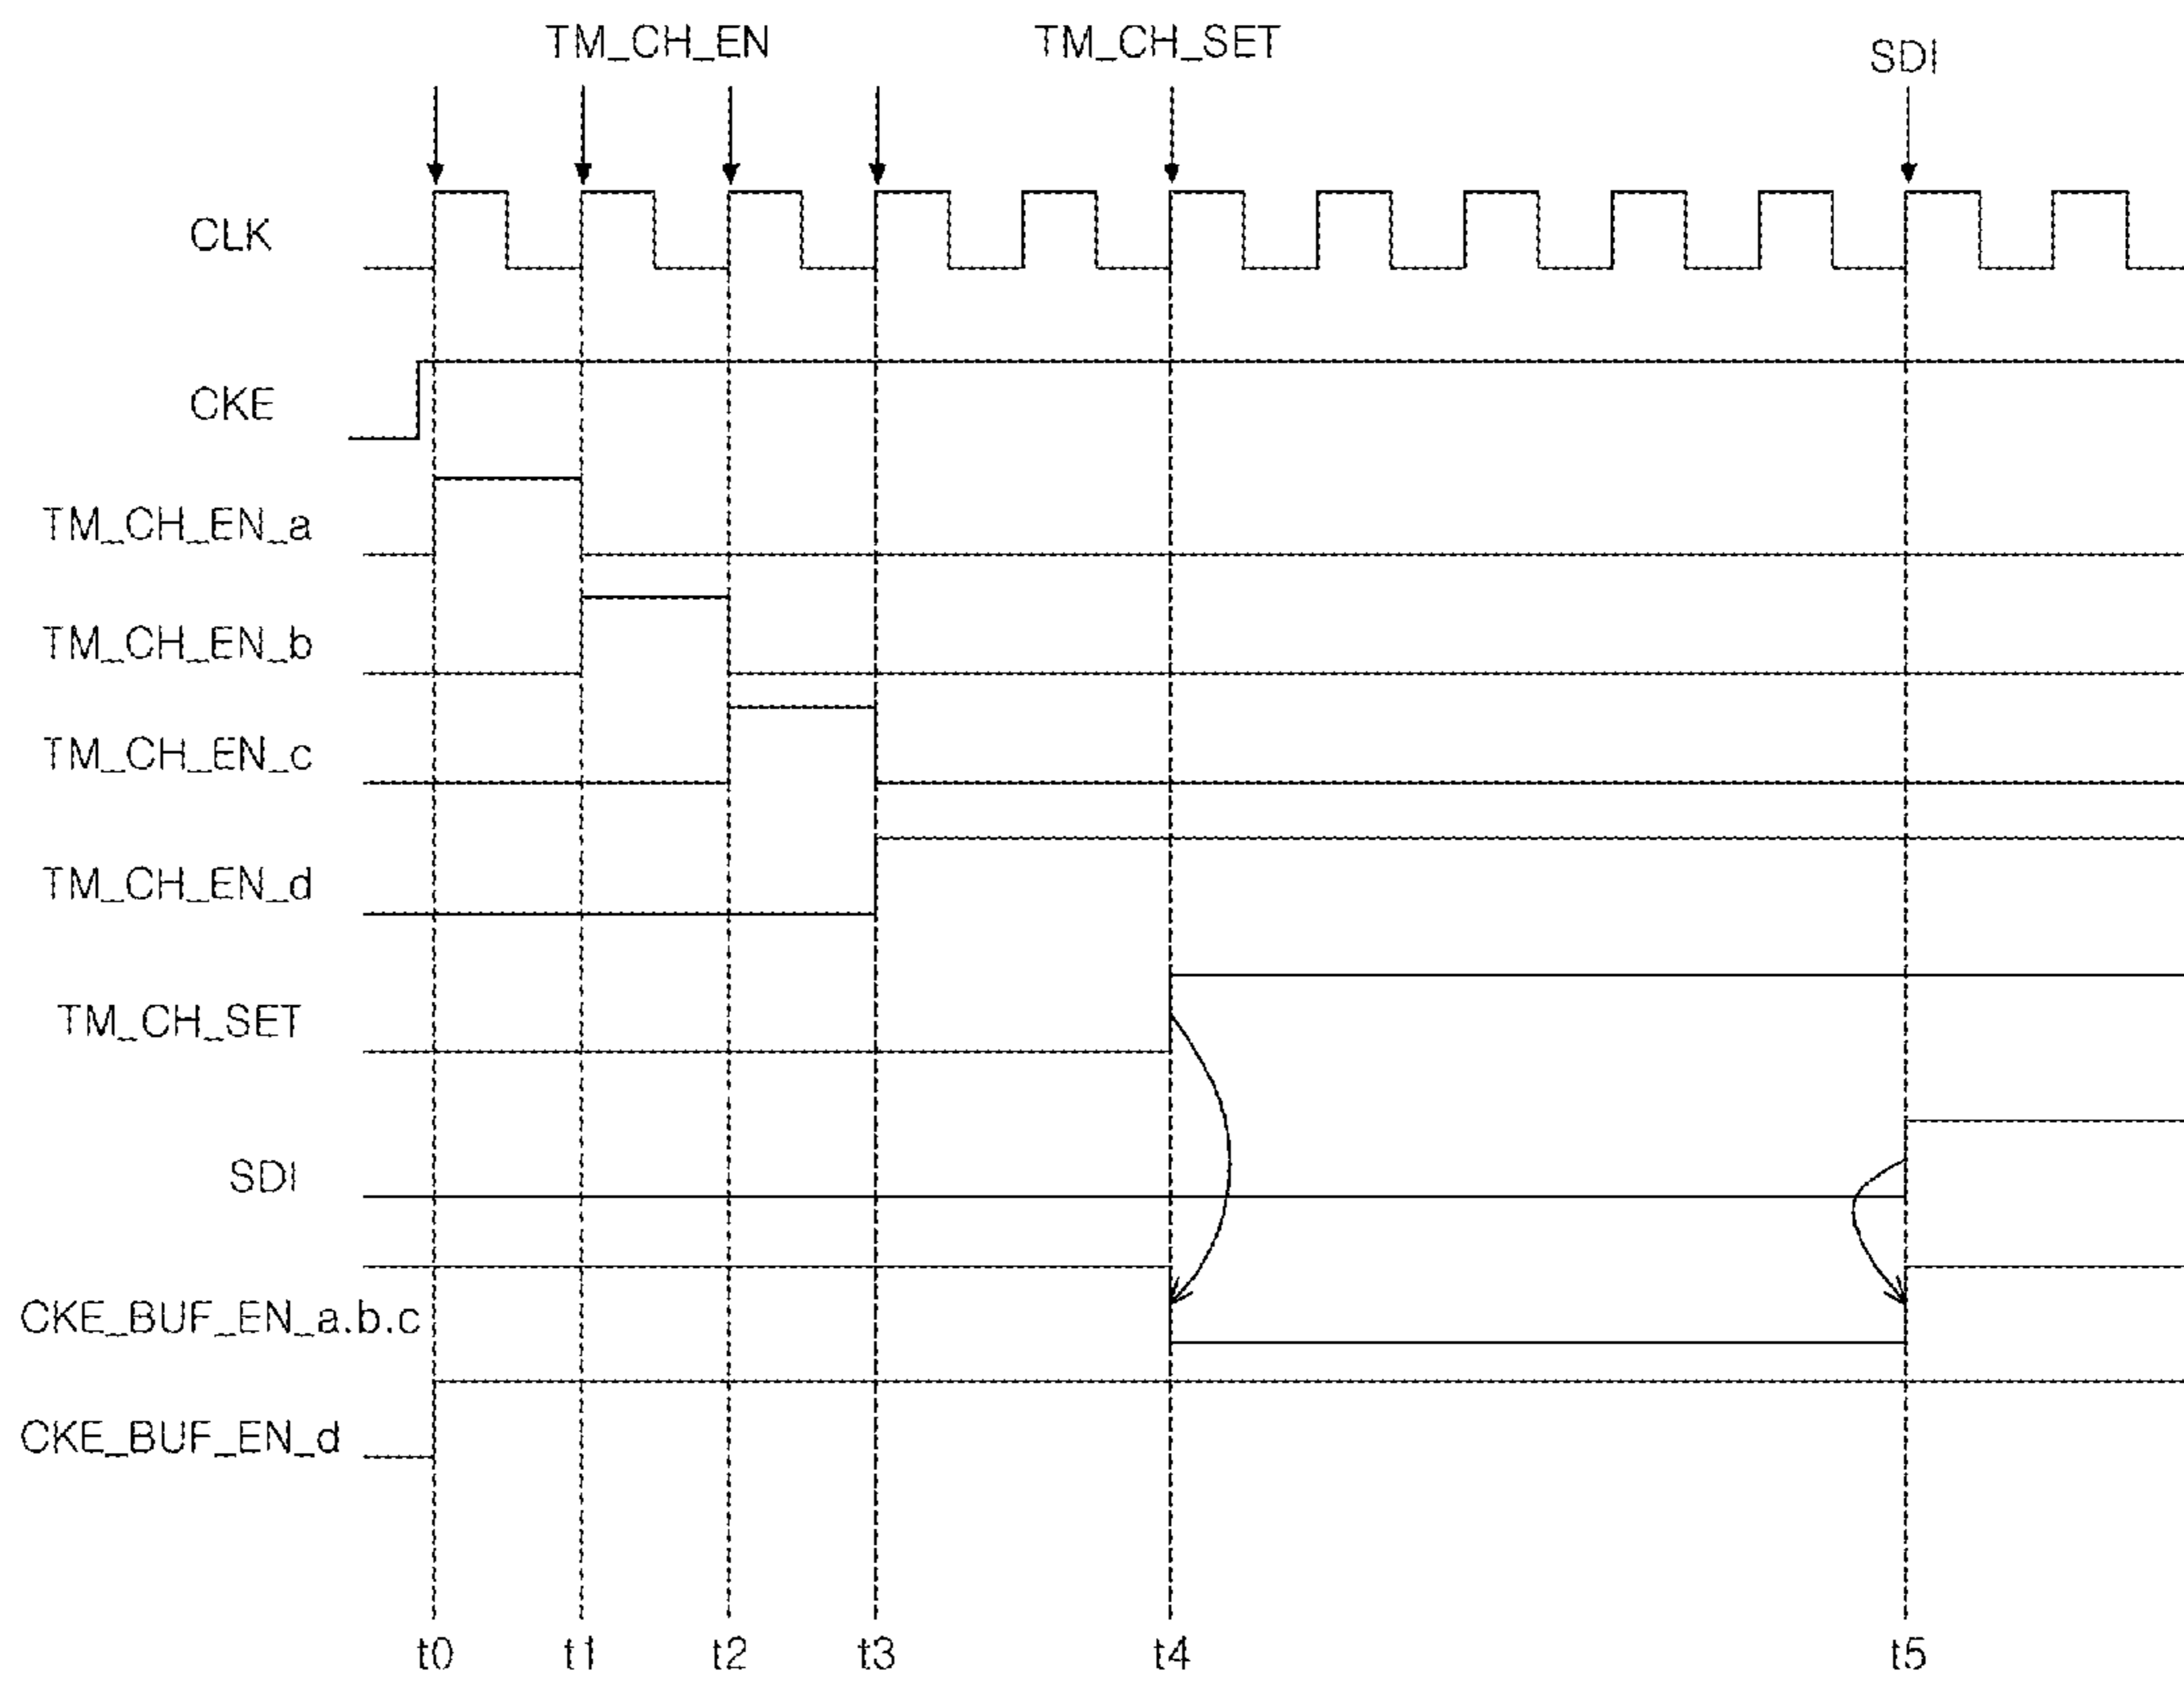 TM_CH_EN TM_CH_SET SDI
CLK
CKE
TM_CH_EN_a
TM_CH_EN_b
TM_CH_EN_c
TM_CH_EN_d
TM_CH_SET
SDI
CKE_BUF_EN_a.b.c
CKE_BUF_EN_d
t0 t1 t2 t3 t4 t5